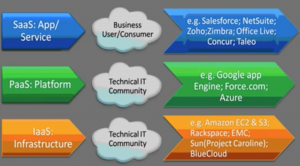 SaaS: App/
Service
Business
User/Consumer
e.g. Salesforce; NetSuite;
Zoho;Zimbra; Office Live;
Concur; Taleo
PaaS: Platform
Technical IT
Community
e.g. Google app
Engine; Force.com;
Azure
IaaS:
Infrastructure
Technical IT
Community
e.g. Amazon EC2 & S3;
Rackspace; EMC;
Sun(Project Caroline);
BlueCloud